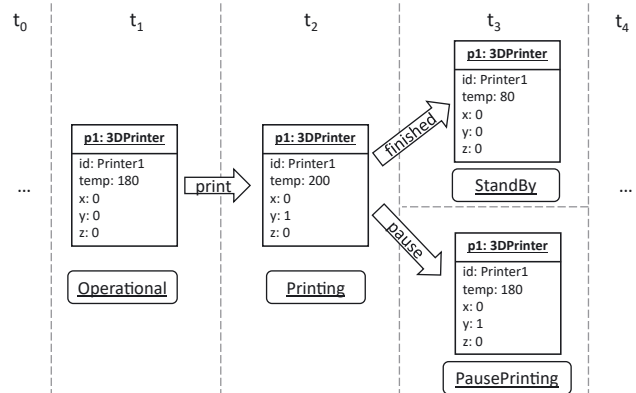 t0 t1 t2 t3 t4
p1: 3DPrinter
id: Printer1
temp: 80
x: 0
y: 0
z: 0
StandBy
finished
p1: 3DPrinter
id: Printer1
temp: 180
x: 0
y: 0
z: 0
Operational
print
p1: 3DPrinter
id: Printer1
temp: 200
x: 0
y: 1
z: 0
Printing
pause
p1: 3DPrinter
id: Printer1
temp: 180
x: 0
y: 1
z: 0
PausePrinting
...
...